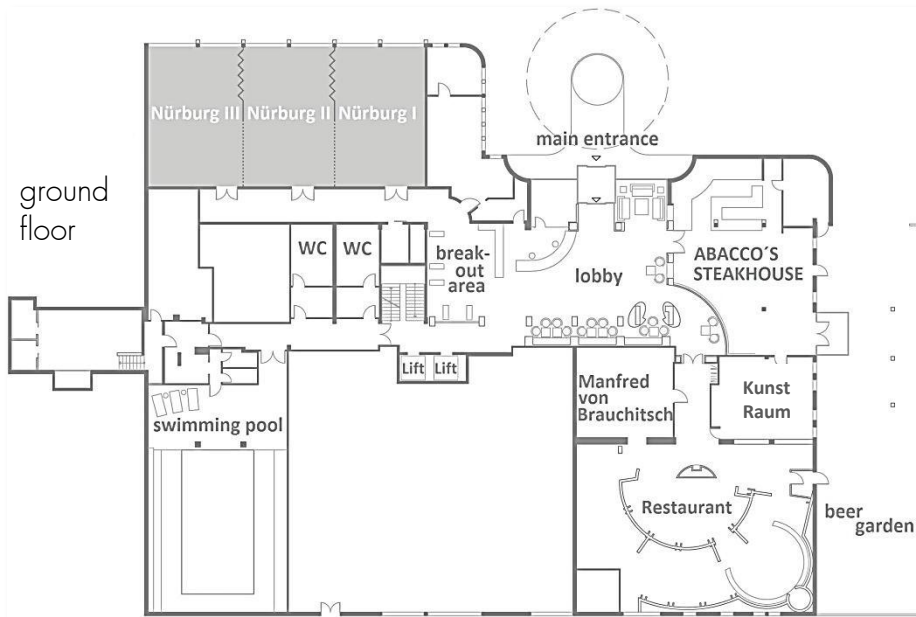 Nürburg III
Nürburg II
Nürburg I
main entrance
ground
floor
WC
WC
break-
out
area
lobby
ABACCO´S
STEAKHOUSE
Lift
Lift
Manfred
von
Brauchitsch
Kunst
Raum
swimming pool
Restaurant
beer
garden